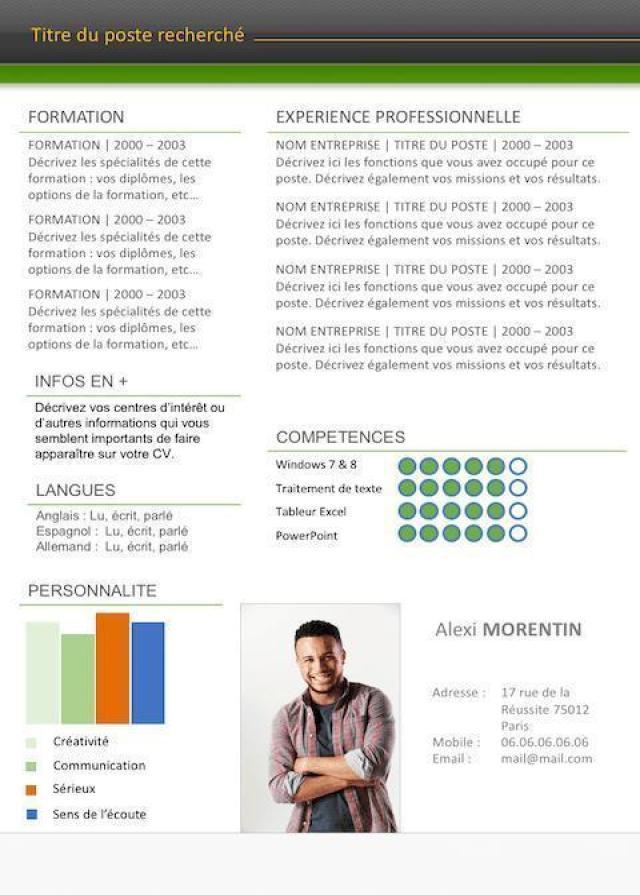 Titre du poste recherché
FORMATION
FORMATION | 2000 – 2003
Décrivez les spécialités de cette
formation : vos diplômes, les
options de la formation, etc...
FORMATION | 2000 – 2003
Décrivez les spécialités de cette
formation : vos diplômes, les
options de la formation, etc...
FORMATION | 2000 – 2003
Décrivez les spécialités de cette
formation : vos diplômes, les
options de la formation, etc...
INFOS EN +
Décrivez vos centres d'intérêt ou
d'autres informations qui vous
semblent importants de faire
apparaître sur votre CV.
LANGUES
Anglais : Lu, écrit, parlé
Espagnol : Lu, écrit, parlé
Allemand : Lu, écrit, parlé
PERSONNALITE
Créativité
Communication
Sérieux
Sens de l'écoute
EXPERIENCE PROFESSIONNELLE
NOM ENTREPRISE | TITRE DU POSTE | 2000 – 2003
Décrivez ici les fonctions que vous avez occupé pour ce
poste. Décrivez également vos missions et vos résultats.
NOM ENTREPRISE | TITRE DU POSTE | 2000 – 2003
Décrivez ici les fonctions que vous avez occupé pour ce
poste. Décrivez également vos missions et vos résultats.
NOM ENTREPRISE | TITRE DU POSTE | 2000 – 2003
Décrivez ici les fonctions que vous avez occupé pour ce
poste. Décrivez également vos missions et vos résultats.
NOM ENTREPRISE | TITRE DU POSTE | 2000 – 2003
Décrivez ici les fonctions que vous avez occupé pour ce
poste. Décrivez également vos missions et vos résultats.
COMPETENCES
Windows 7 & 8
Traitement de texte
Tableur Excel
PowerPoint
Alexi MORENTIN
Adresse : 17 rue de la
Réussite 75012
Paris
Mobile : 06.06.06.06.06
Email : mail@mail.com